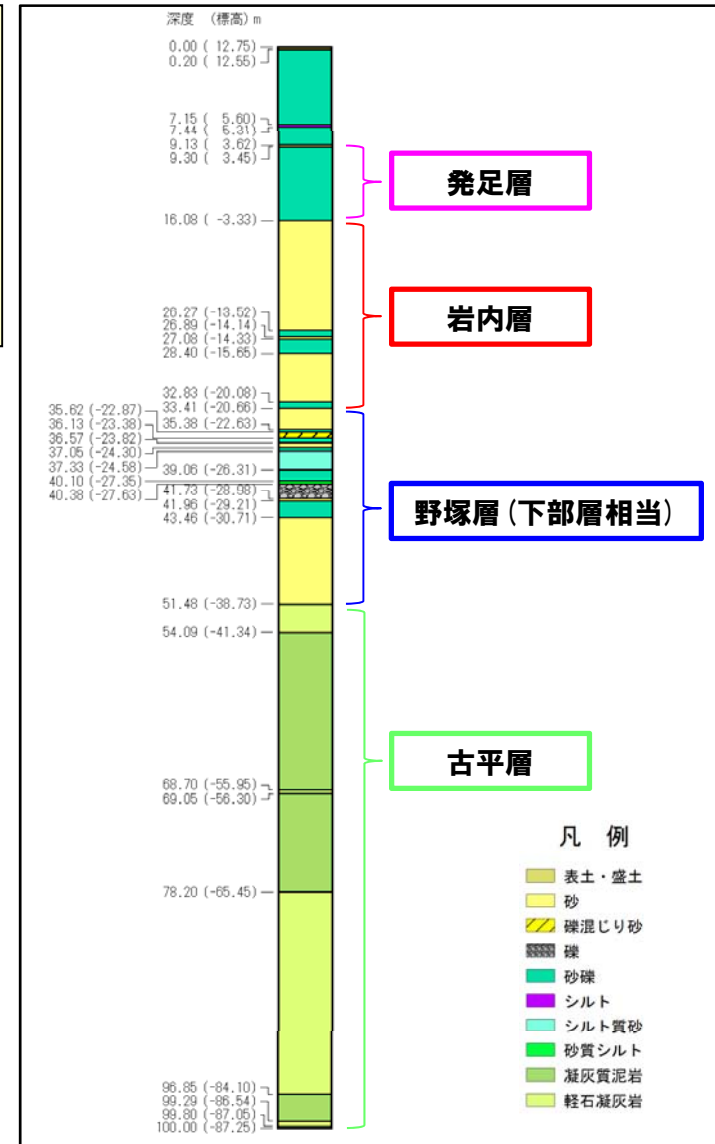 深度 (標高) m
0.00 ( 12.75)
0.20 ( 12.55)
7.15 ( 5.60)
7.44 ( 5.31)
9.13 ( 3.62)
9.30 ( 3.45)
16.08 ( -3.33)
20.27 (-13.52)
26.89 (-14.14)
27.08 (-14.33)
28.40 (-15.65)
32.83 (-20.08)
33.41 (-20.66)
35.38 (-22.63)
35.62 (-22.87)
36.13 (-23.38)
36.57 (-23.82)
37.05 (-24.30)
37.33 (-24.58)
39.06 (-26.31)
40.10 (-27.35)
40.38 (-27.63)
41.73 (-28.98)
41.96 (-29.21)
43.46 (-30.71)
51.48 (-38.73)
54.09 (-41.34)
68.70 (-55.95)
69.05 (-56.30)
78.20 (-65.45)
96.85 (-84.10)
99.29 (-86.54)
99.80 (-87.05)
100.00 (-87.25)
発足層
岩内層
野塚層(下部層相当)
古平層
凡 例
表土・盛土
砂
礫混じり砂
礫
砂礫
シルト
シルト質砂
砂質シルト
凝灰質泥岩
軽石凝灰岩